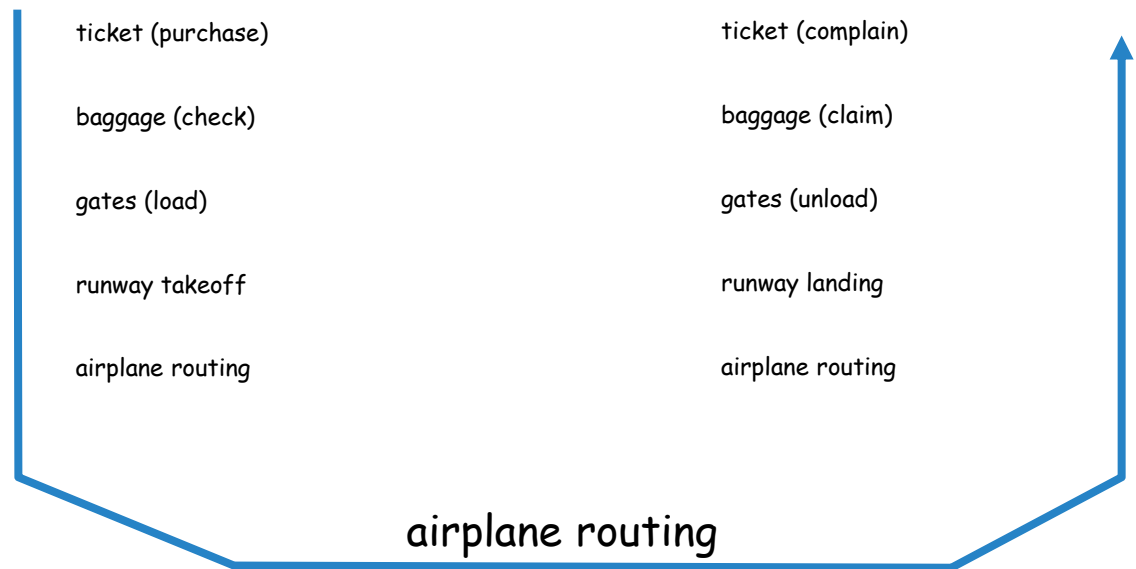 ticket (purchase)
baggage (check)
gates (load)
runway takeoff
airplane routing
ticket (complain)
baggage (claim)
gates (unload)
runway landing
airplane routing
airplane routing